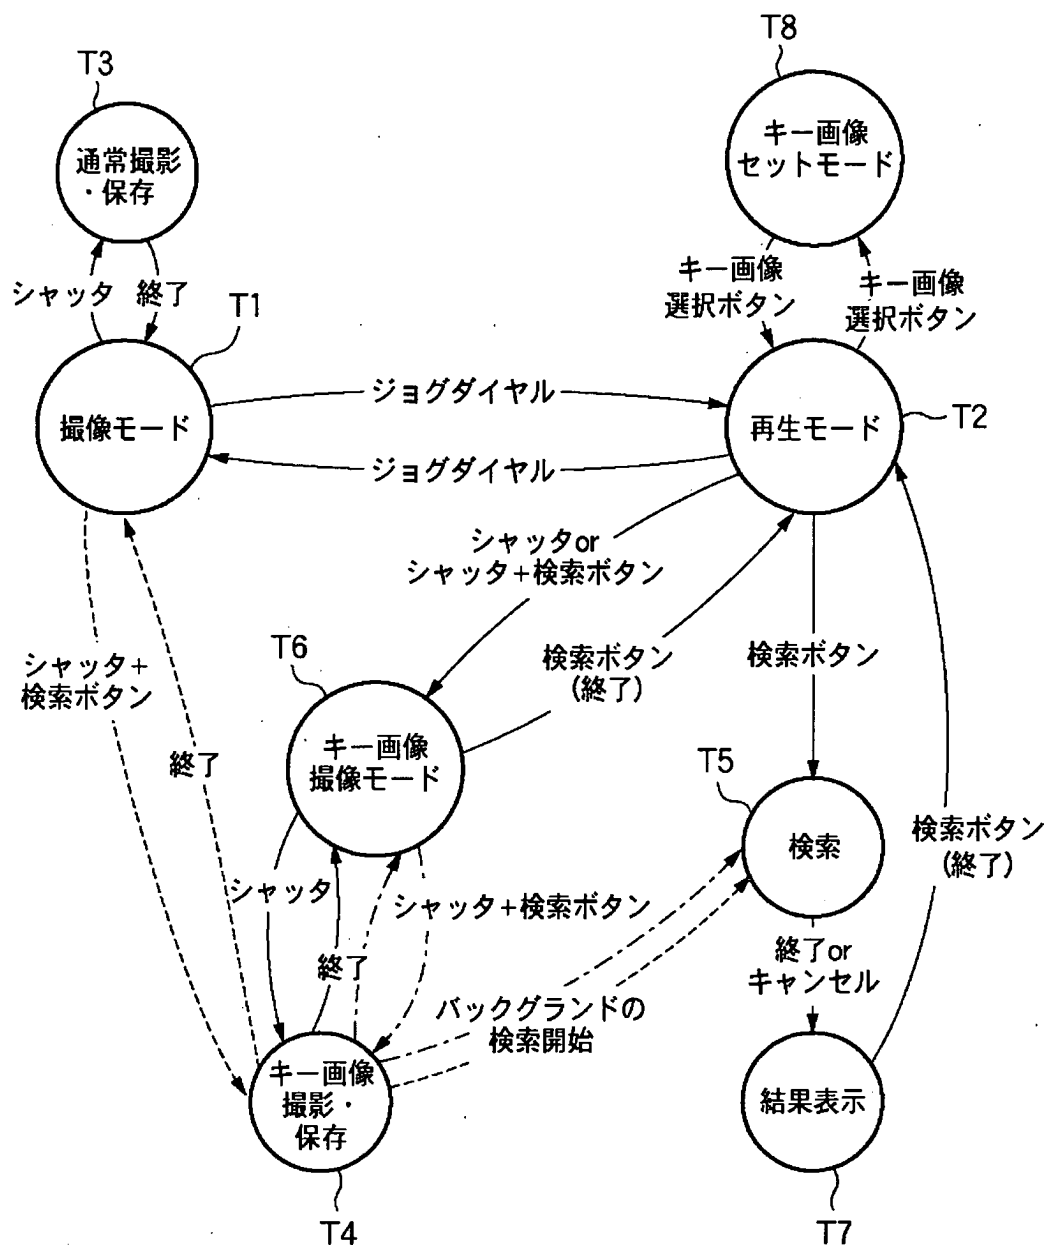 T8
T3
キー画像
セットモード
通常撮影
・保存
キー画像
選択ボタン
キー画像
選択ボタン
シャッタ
終了
T1
ジョグダイヤル
撮像モード
再生モード
T2
ジョグダイヤル
シャッタor
シャッタ+検索ボタン
シャッタ+
検索ボタン
T6
検索ボタン
(終了)
検索ボタン
キー画像
撮像モード
終了
T5
検索
検索ボタン
(終了)
シャッタ
シャッタ+検索ボタン
終了
終了or
キャンセル
バックグランドの
検索開始
キー画像
撮影・
保存
結果表示
T4
T7